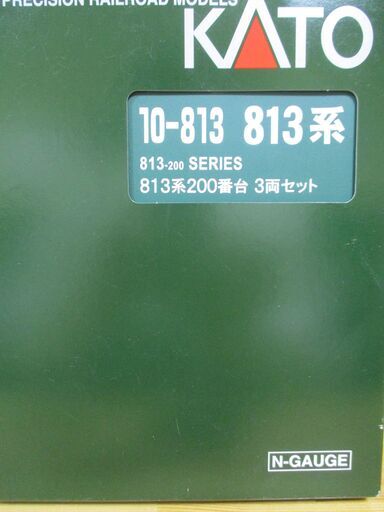 PRECISION RAILROAD MODELS
KATO
10-813 813系
813-200 SERIES
813系200番台 3両セット
N-GAUGE